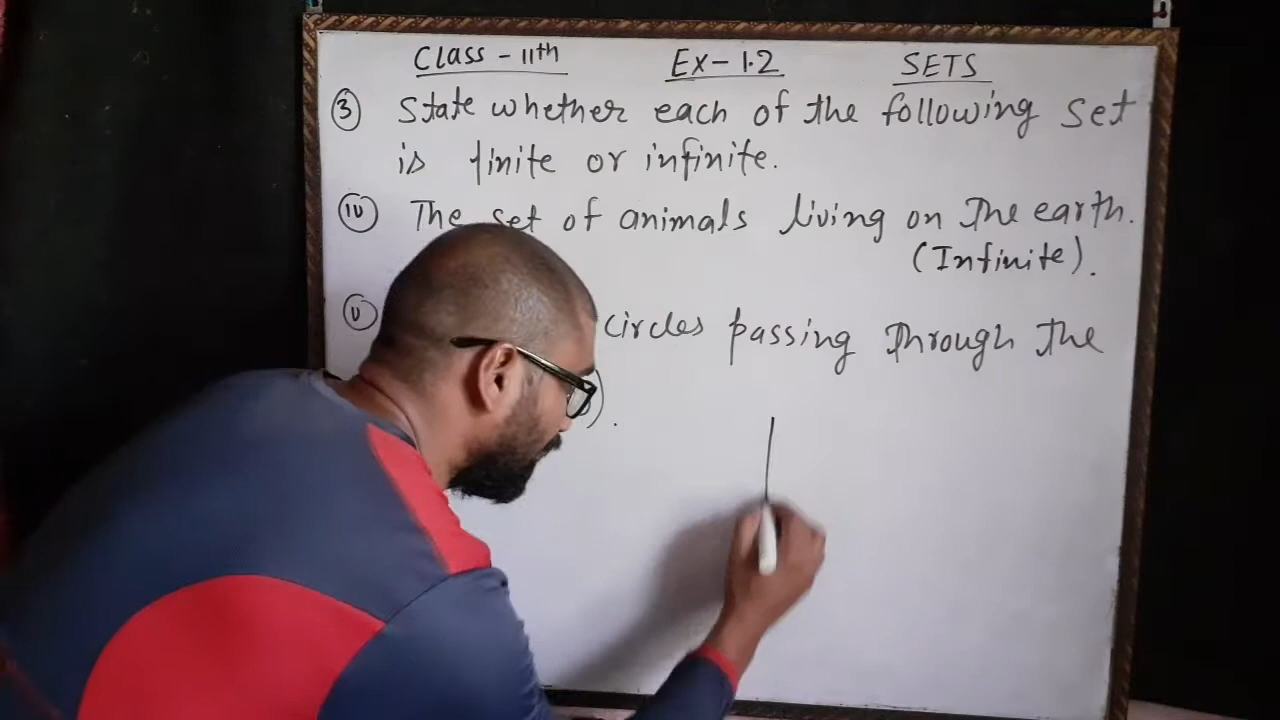 Class - 11th Ex - 1.2 SETS
③ State whether each of the following set
is finite or infinite.
(iv) The set of animals living on The earth.
(Infinite).
(v) circles passing Through The
).